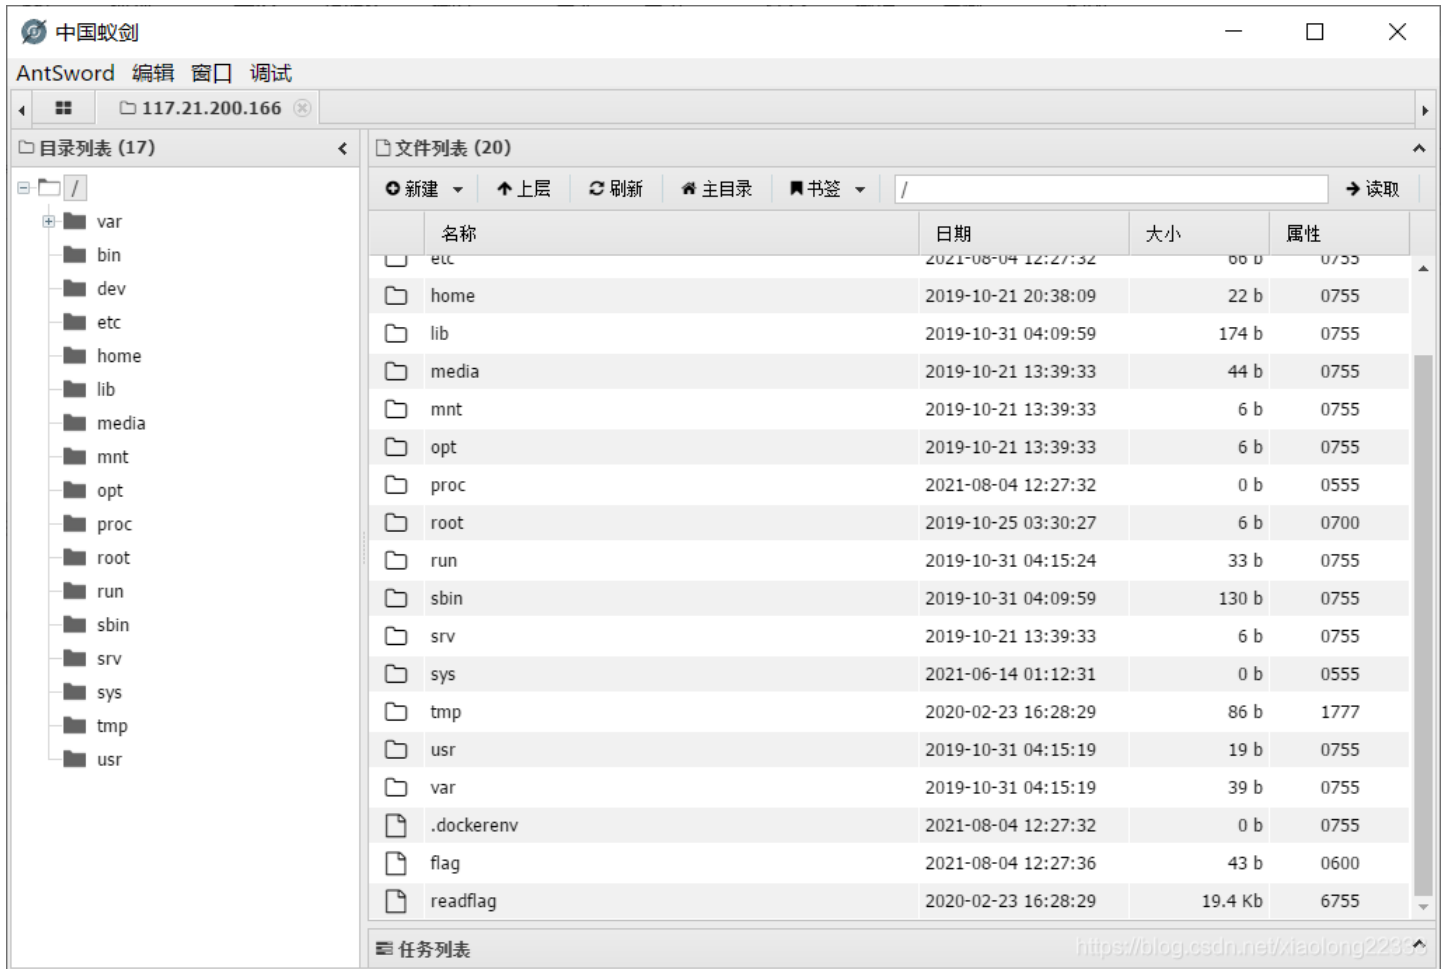 中国蚁剑
AntSword 编辑 窗口 调试
117.21.200.166
目录列表 (17)
/
var
bin
dev
etc
home
lib
media
mnt
opt
proc
root
run
sbin
srv
sys
tmp
usr
文件列表 (20)
新建 上层 刷新 主目录 书签 / 读取
名称 日期 大小 属性
etc 2021-08-04 12:27:32 66 b 0755
home 2019-10-21 20:38:09 22 b 0755
lib 2019-10-31 04:09:59 174 b 0755
media 2019-10-21 13:39:33 44 b 0755
mnt 2019-10-21 13:39:33 6 b 0755
opt 2019-10-21 13:39:33 6 b 0755
proc 2021-08-04 12:27:32 0 b 0555
root 2019-10-25 03:30:27 6 b 0700
run 2019-10-31 04:15:24 33 b 0755
sbin 2019-10-31 04:09:59 130 b 0755
srv 2019-10-21 13:39:33 6 b 0755
sys 2021-06-14 01:12:31 0 b 0555
tmp 2020-02-23 16:28:29 86 b 1777
usr 2019-10-31 04:15:19 19 b 0755
var 2019-10-31 04:15:19 39 b 0755
.dockerenv 2021-08-04 12:27:32 0 b 0755
flag 2021-08-04 12:27:36 43 b 0600
readflag 2020-02-23 16:28:29 19.4 Kb 6755
任务列表